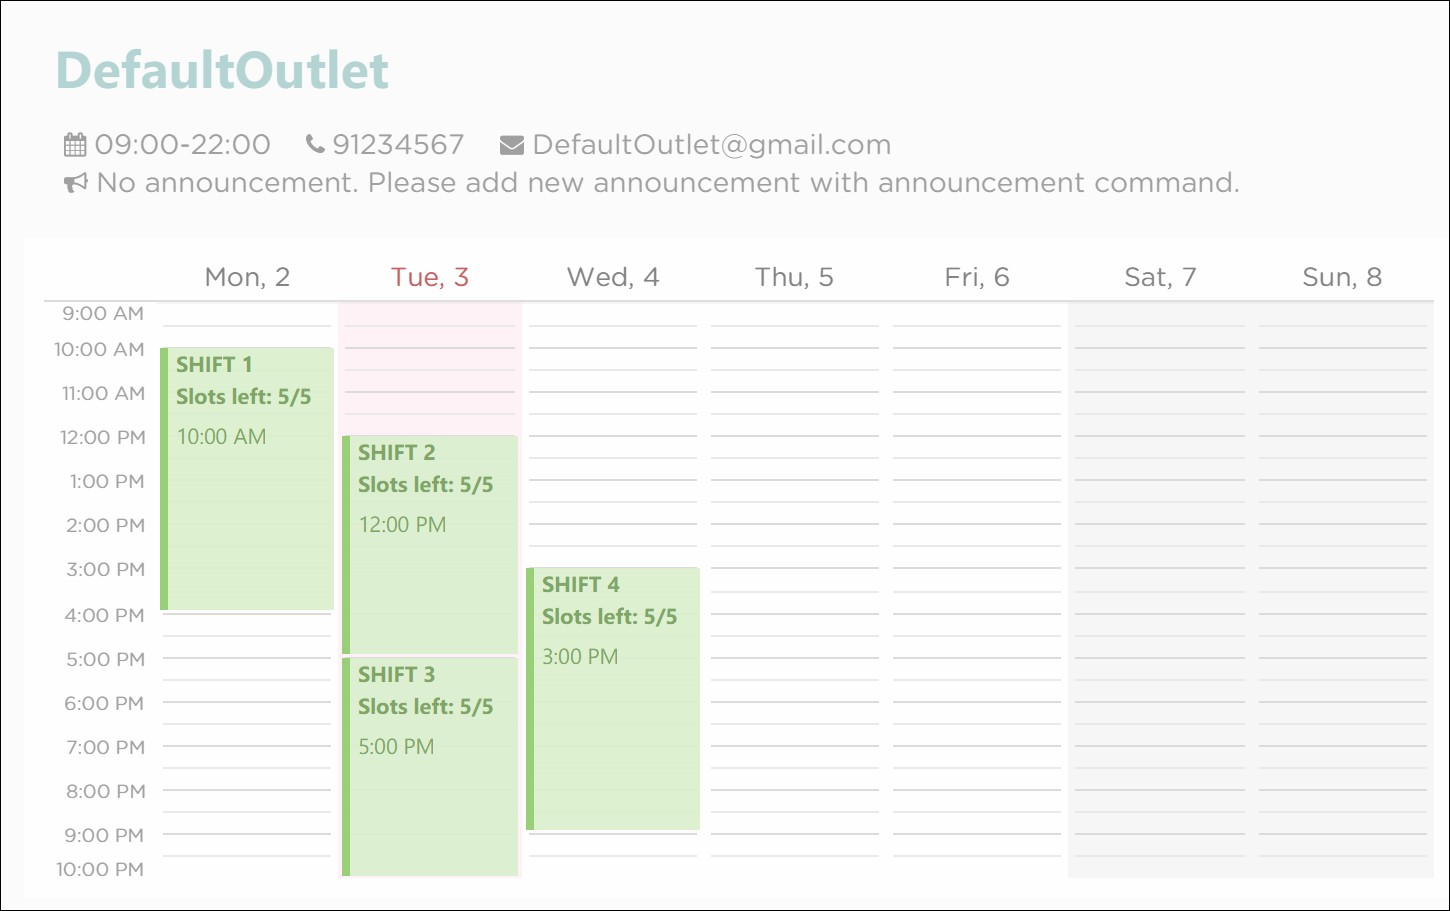 DefaultOutlet
09:00-22:00 91234567 DefaultOutlet@gmail.com
No announcement. Please add new announcement with announcement command.
Mon, 2 Tue, 3 Wed, 4 Thu, 5 Fri, 6 Sat, 7 Sun, 8
9:00 AM
10:00 AM
SHIFT 1
11:00 AM Slots left: 5/5
12:00 PM 10:00 AM
SHIFT 2
1:00 PM Slots left: 5/5
2:00 PM 12:00 PM
3:00 PM
SHIFT 4
4:00 PM Slots left: 5/5
5:00 PM 3:00 PM
SHIFT 3
6:00 PM Slots left: 5/5
7:00 PM 5:00 PM
8:00 PM
9:00 PM
10:00 PM